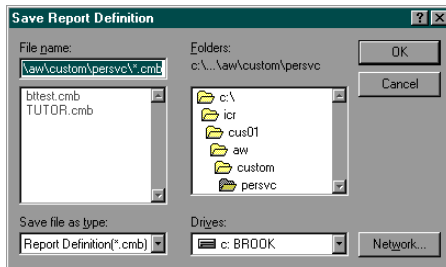 Save Report Definition
File name:
\aw\custom\persvc\*.cmb
bttest.cmb
TUTOR.cmb
Save file as type:
Report Definition(*.cmb)
Folders:
c:\...\aw\custom\persvc
c:\
icr
cus01
aw
custom
persvc
Drives:
c: BROOK
OK
Cancel
Network...